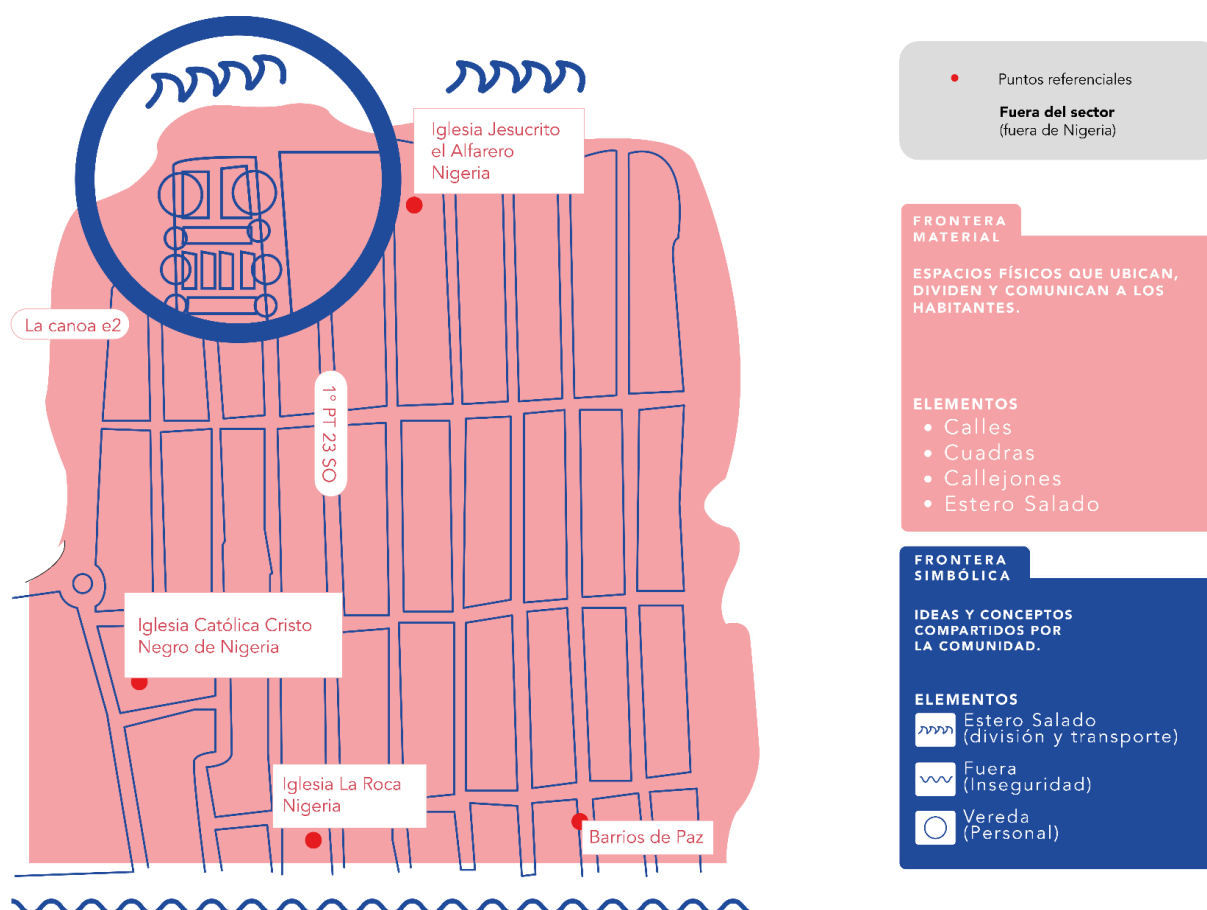 Iglesia Jesucrito
el Alfarero
Nigeria
La canoa e2
1° PT 23 SO
Iglesia Católica Cristo
Negro de Nigeria
Iglesia La Roca
Nigeria
Barrios de Paz
Puntos referenciales
Fuera del sector
(fuera de Nigeria)
FRONTERA
MATERIAL
ESPACIOS FÍSICOS QUE UBICAN,
DIVIDEN Y COMUNICAN A LOS
HABITANTES.
ELEMENTOS
• Calles
• Cuadras
• Callejones
• Estero Salado
FRONTERA
SIMBÓLICA
IDEAS Y CONCEPTOS
COMPARTIDOS POR
LA COMUNIDAD.
ELEMENTOS
Estero Salado
(división y transporte)
Fuera
(Inseguridad)
Vereda
(Personal)